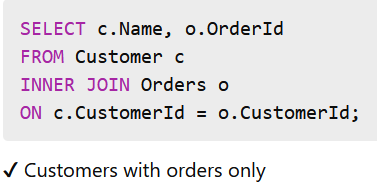 SELECT c.Name, o.OrderId
FROM Customer c
INNER JOIN Orders o
ON c.CustomerId = o.CustomerId;
✔ Customers with orders only